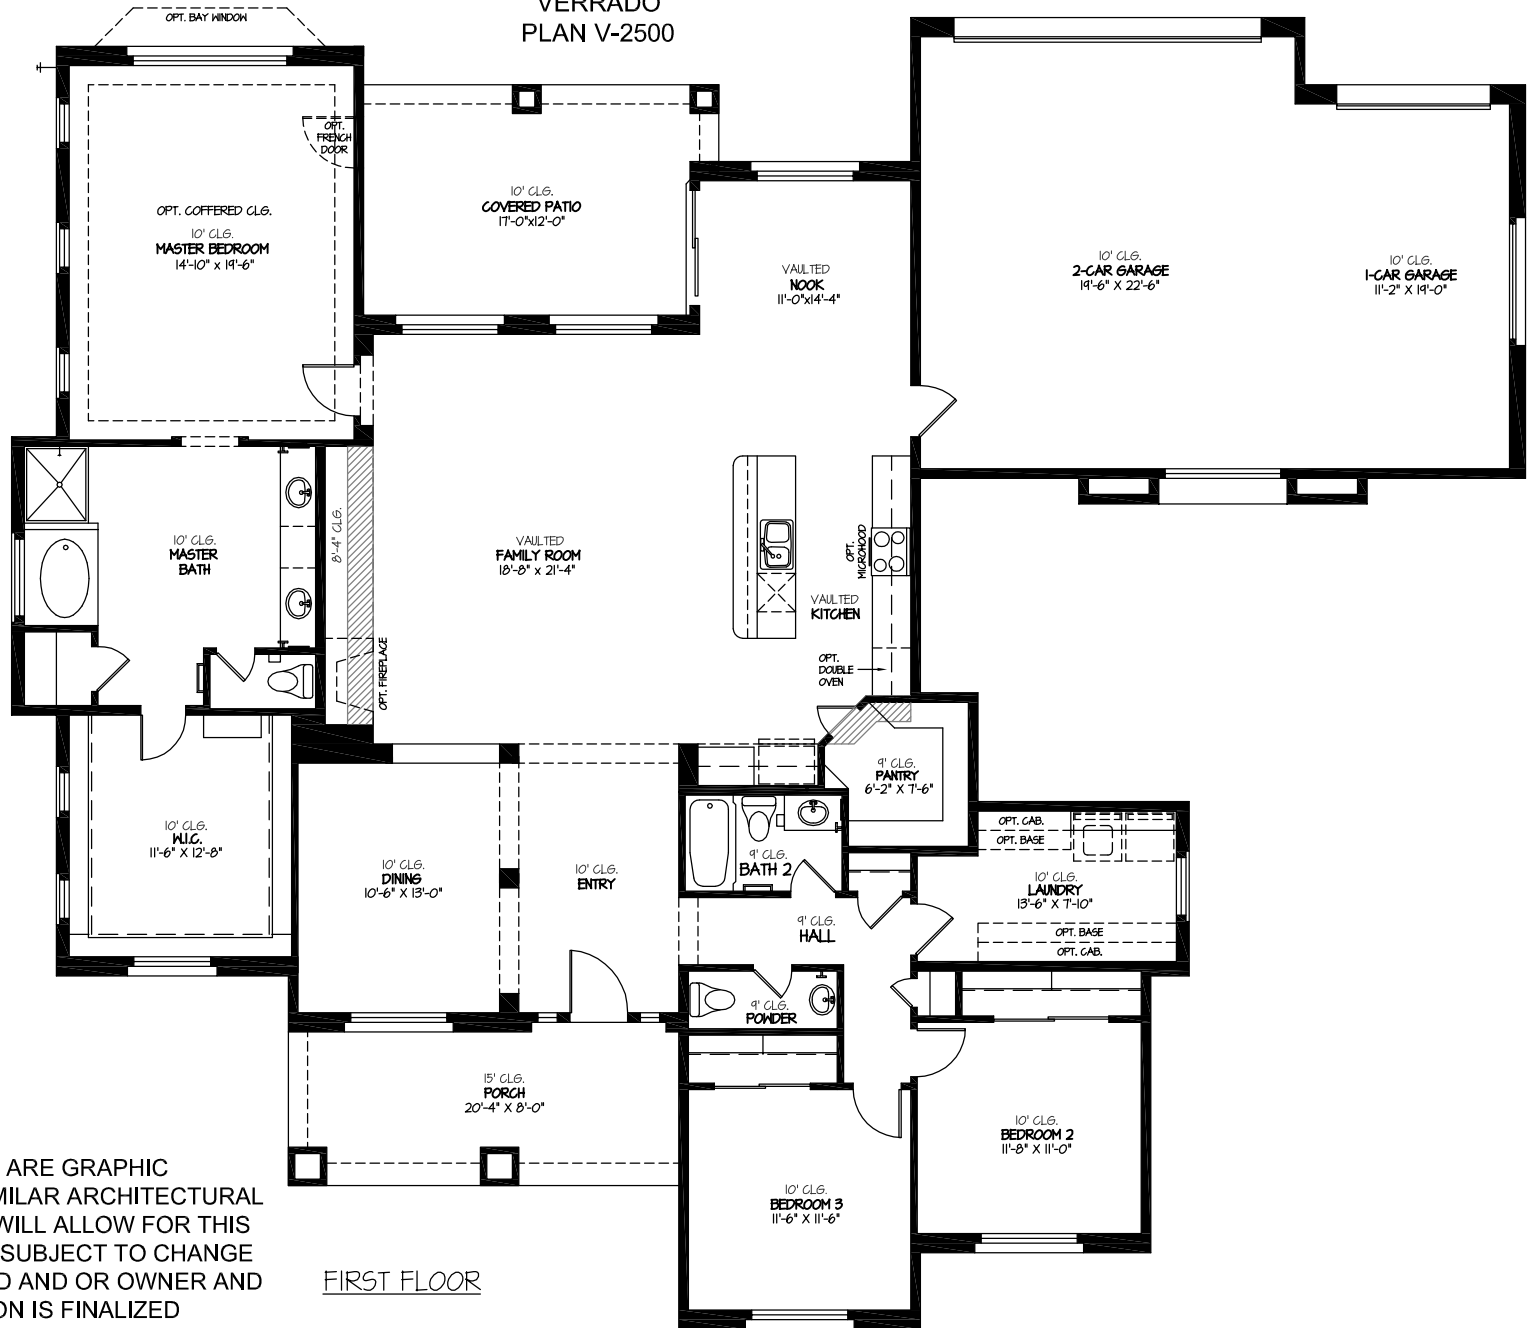 VERRADO
PLAN V-2500
OPT. BAY WINDOW
OPT.
FRENCH
DOOR
OPT. COFFERED CLG.
10' CLG.
MASTER BEDROOM
14'-10" x 19'-6"
10' CLG.
COVERED PATIO
17'-0"x12'-0"
VAULTED
NOOK
11'-0"x14'-4"
10' CLG.
2-CAR GARAGE
19'-6" X 22'-6"
10' CLG.
1-CAR GARAGE
11'-2" X 19'-0"
10' CLG.
MASTER
BATH
8'-4" CLG.
OPT. FIREPLACE
VAULTED
FAMILY ROOM
18'-8" x 21'-4"
OPT.
MICROHOOD
VAULTED
KITCHEN
OPT.
DOUBLE
OVEN
9' CLG.
PANTRY
6'-2" X 7'-6"
10' CLG.
W.I.C.
11'-6" X 12'-8"
10' CLG.
DINING
10'-6" X 13'-0"
10' CLG.
ENTRY
9' CLG.
BATH 2
9' CLG.
HALL
OPT. CAB.
OPT. BASE
10' CLG.
LAUNDRY
13'-6" X 7'-10"
OPT. BASE
OPT. CAB.
9' CLG.
POWDER
15' CLG.
PORCH
20'-4" X 8'-0"
10' CLG.
BEDROOM 2
11'-8" X 11'-0"
10' CLG.
BEDROOM 3
11'-6" X 11'-6"
ARE GRAPHIC
MILAR ARCHITECTURAL
WILL ALLOW FOR THIS
SUBJECT TO CHANGE
D AND OR OWNER AND
ON IS FINALIZED
FIRST FLOOR